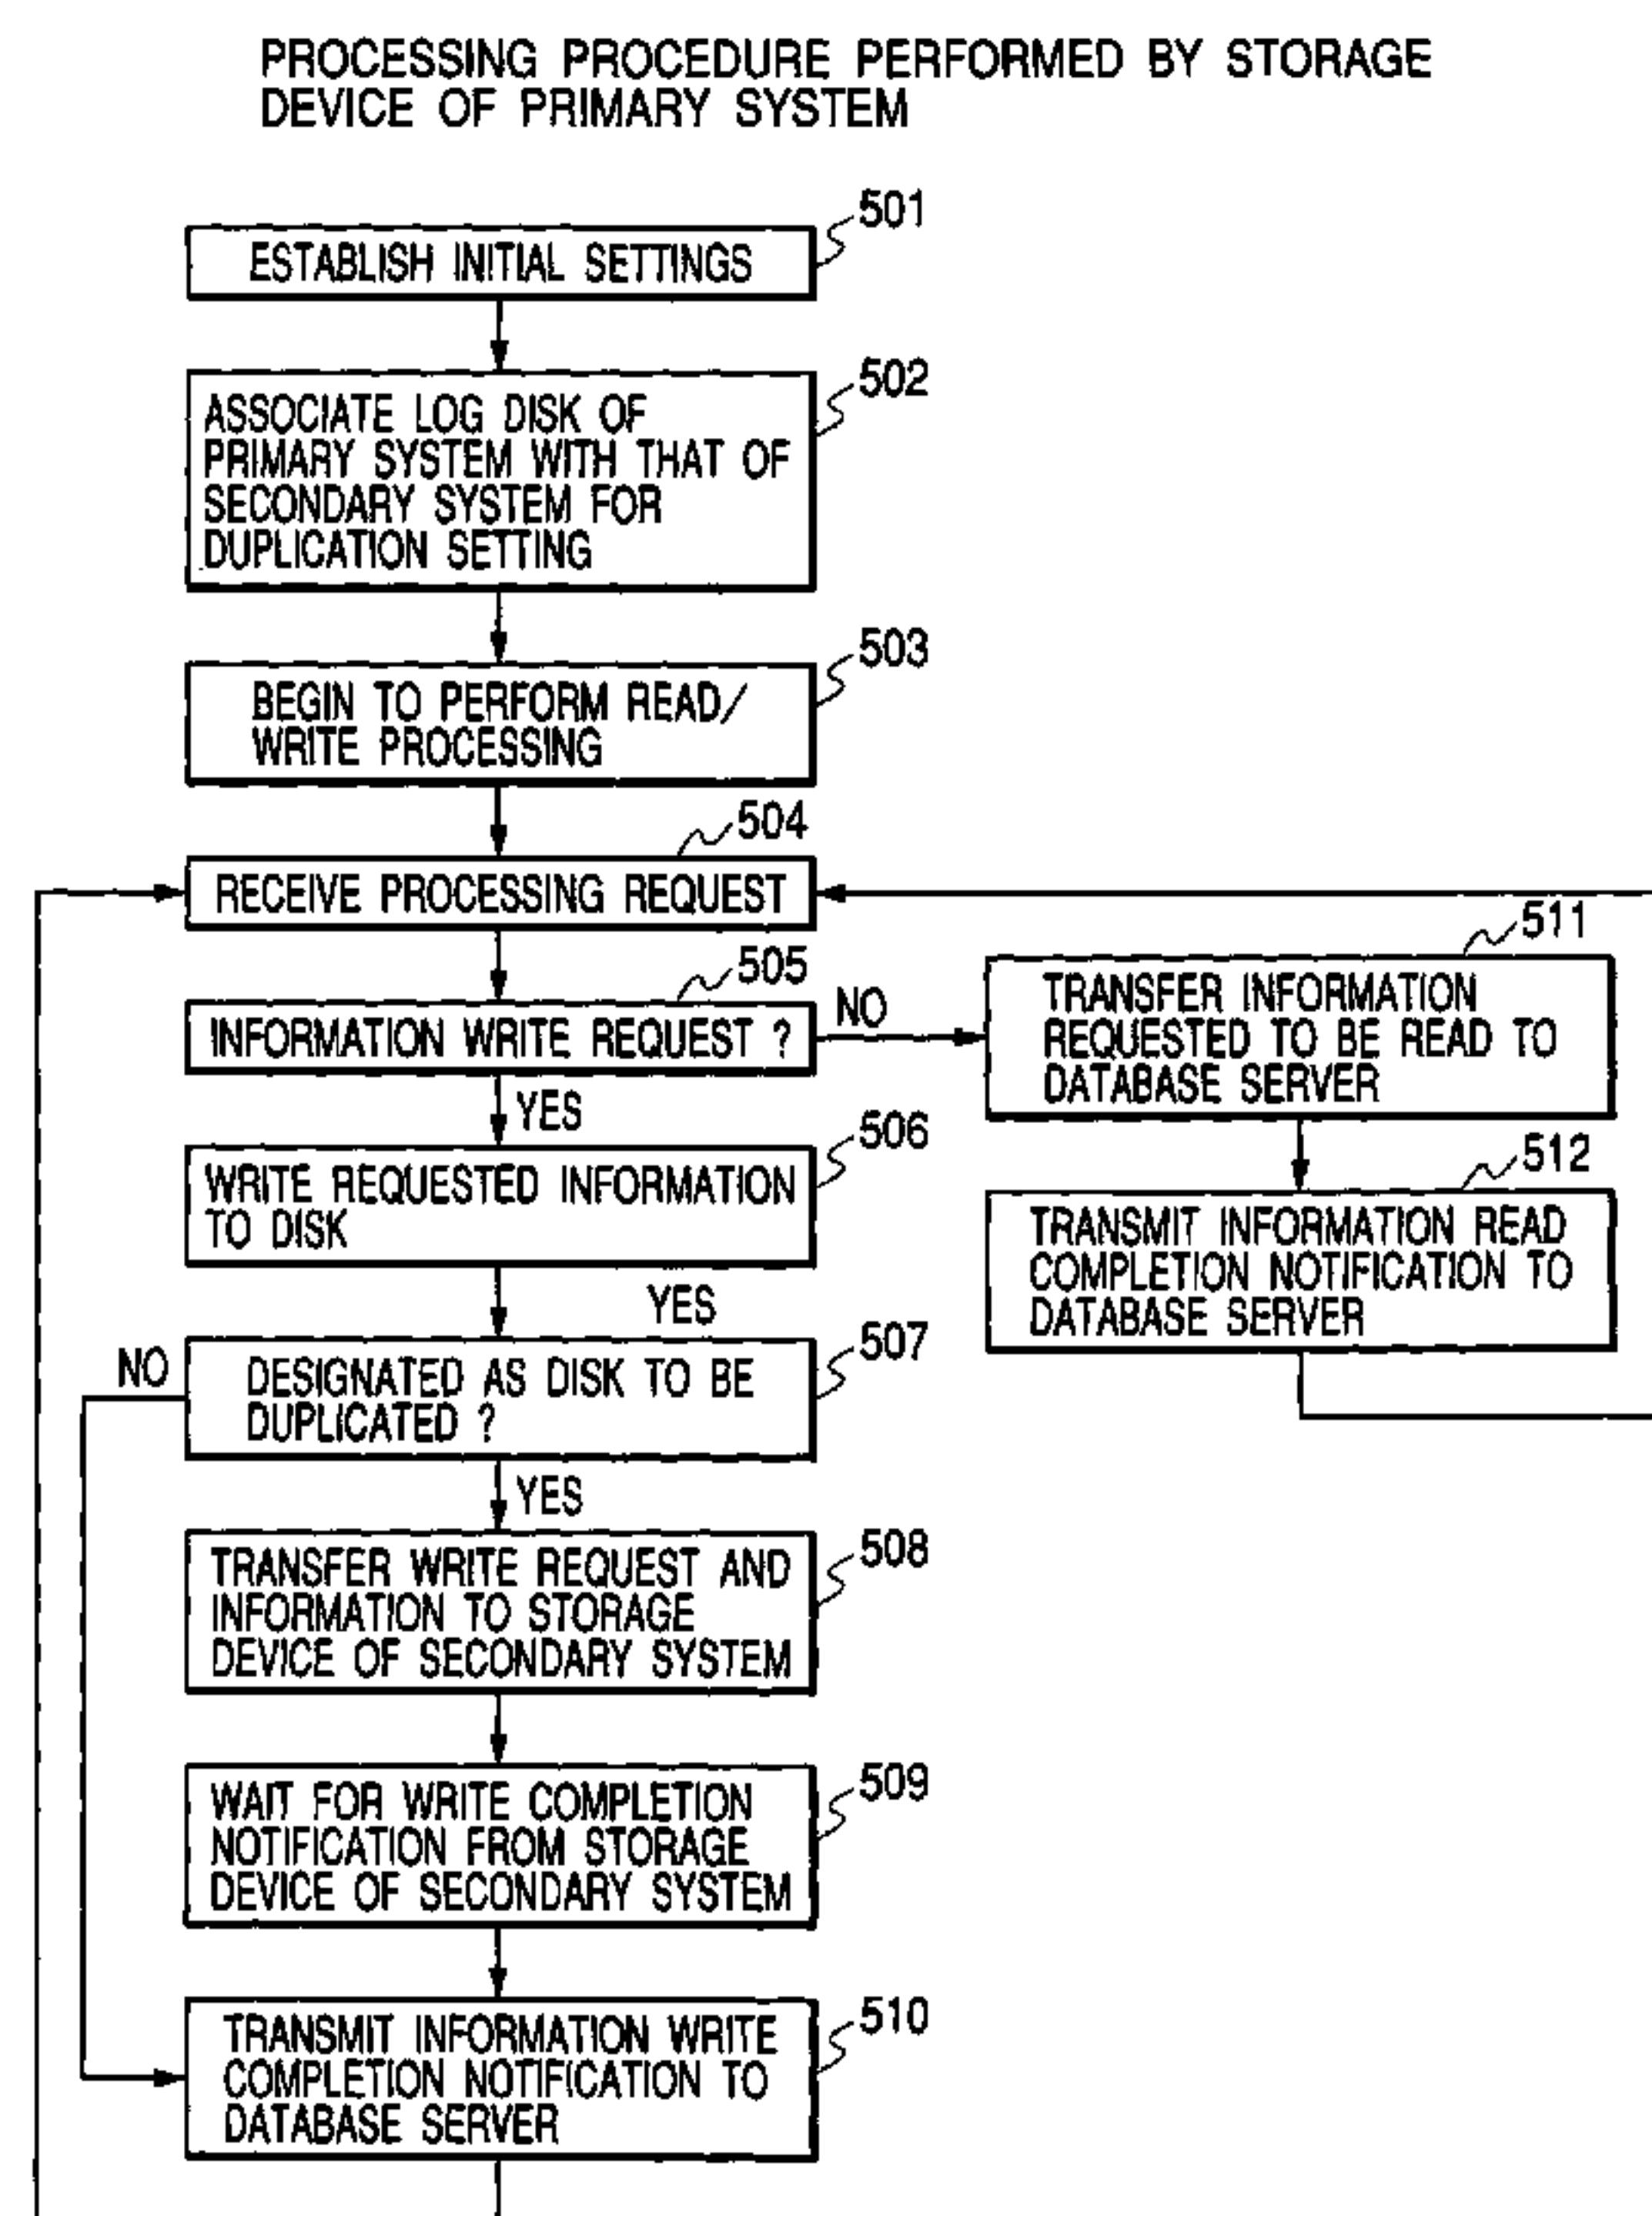 PROCESSING PROCEDURE PERFORMED BY STORAGE
DEVICE OF PRIMARY SYSTEM
501
ESTABLISH INITIAL SETTINGS
502
ASSOCIATE LOG DISK OF
PRIMARY SYSTEM WITH THAT OF
SECONDARY SYSTEM FOR
DUPLICATION SETTING
503
BEGIN TO PERFORM READ/
WRITE PROCESSING
504
RECEIVE PROCESSING REQUEST
505
INFORMATION WRITE REQUEST ?
NO
511
TRANSFER INFORMATION
REQUESTED TO BE READ TO
DATABASE SERVER
YES
506
WRITE REQUESTED INFORMATION
TO DISK
512
TRANSMIT INFORMATION READ
COMPLETION NOTIFICATION TO
DATABASE SERVER
YES
507
NO
DESIGNATED AS DISK TO BE
DUPLICATED ?
YES
508
TRANSFER WRITE REQUEST AND
INFORMATION TO STORAGE
DEVICE OF SECONDARY SYSTEM
509
WAIT FOR WRITE COMPLETION
NOTIFICATION FROM STORAGE
DEVICE OF SECONDARY SYSTEM
510
TRANSMIT INFORMATION WRITE
COMPLETION NOTIFICATION TO
DATABASE SERVER